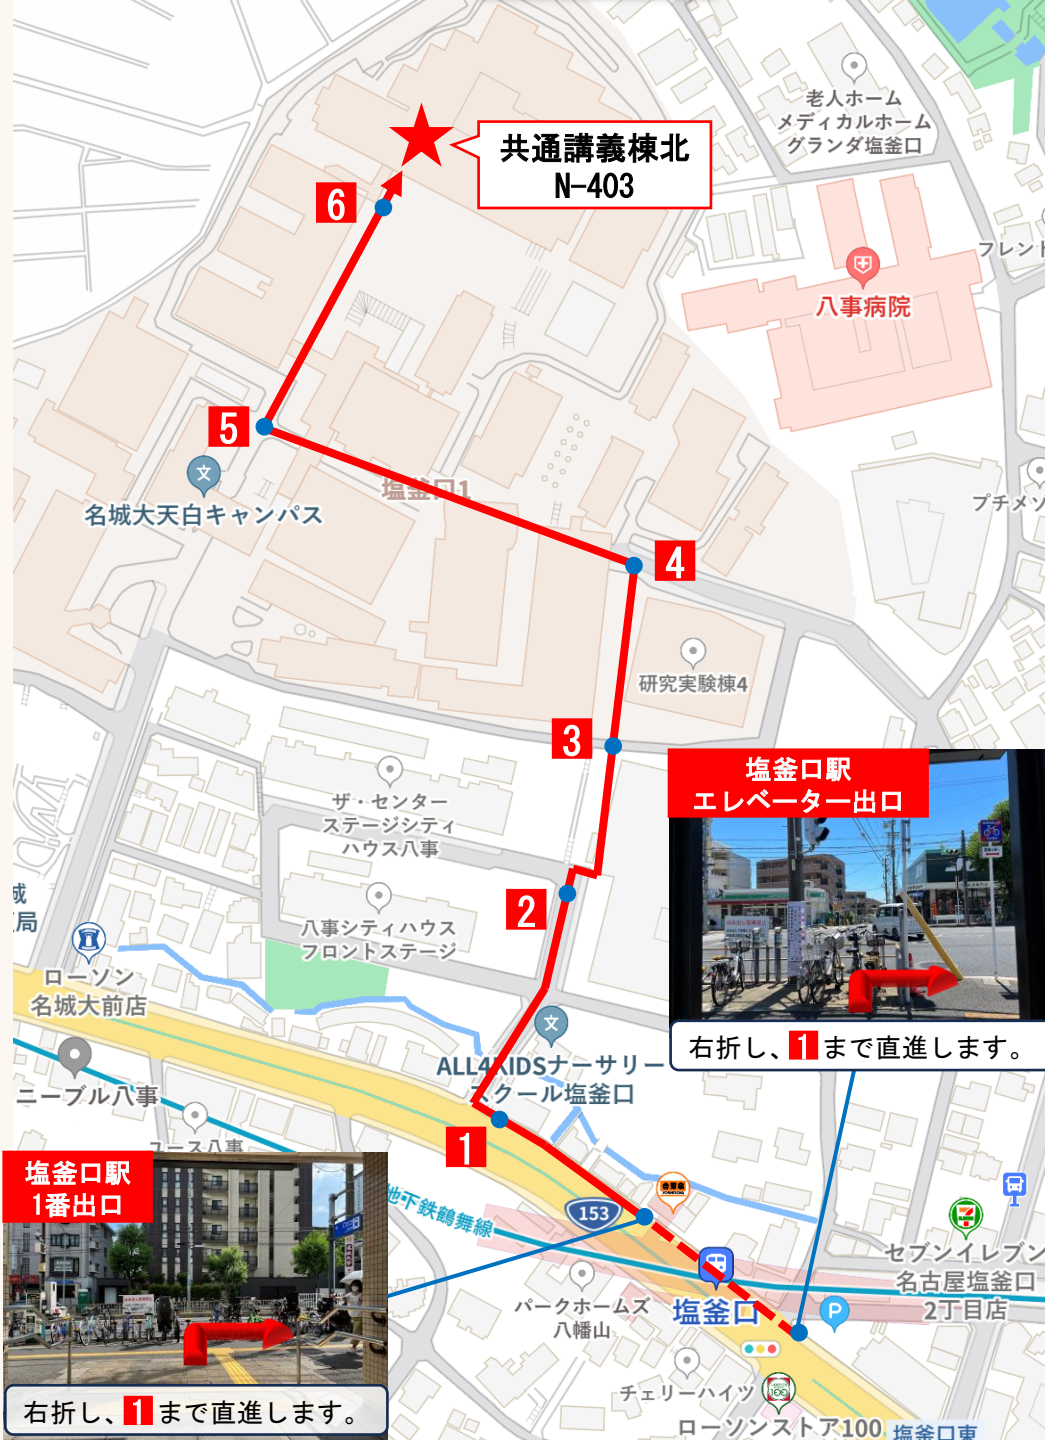 老人ホーム
メディカルホーム
グランダ塩釜口
共通講義棟北
N-403
6
八事病院
5
名城大天白キャンパス
塩釜口1
4
研究実験棟4
3
塩釜口駅
エレベーター出口
ザ・センター
ステージシティ
ハウス八事
2
八事シティハウス
フロントステージ
ローソン
名城大前店
右折し、1まで直進します。
ALL4KIDSナーサリー
スクール塩釜口
ニーブル八事
ユース八事
1
塩釜口駅
1番出口
地下鉄鶴舞線
153
吉野家
セブンイレブン
名古屋塩釜口
2丁目店
パークホームズ
八幡山
塩釜口
P
チェリーハイツ
ローソンストア100
塩釜口東
右折し、1まで直進します。